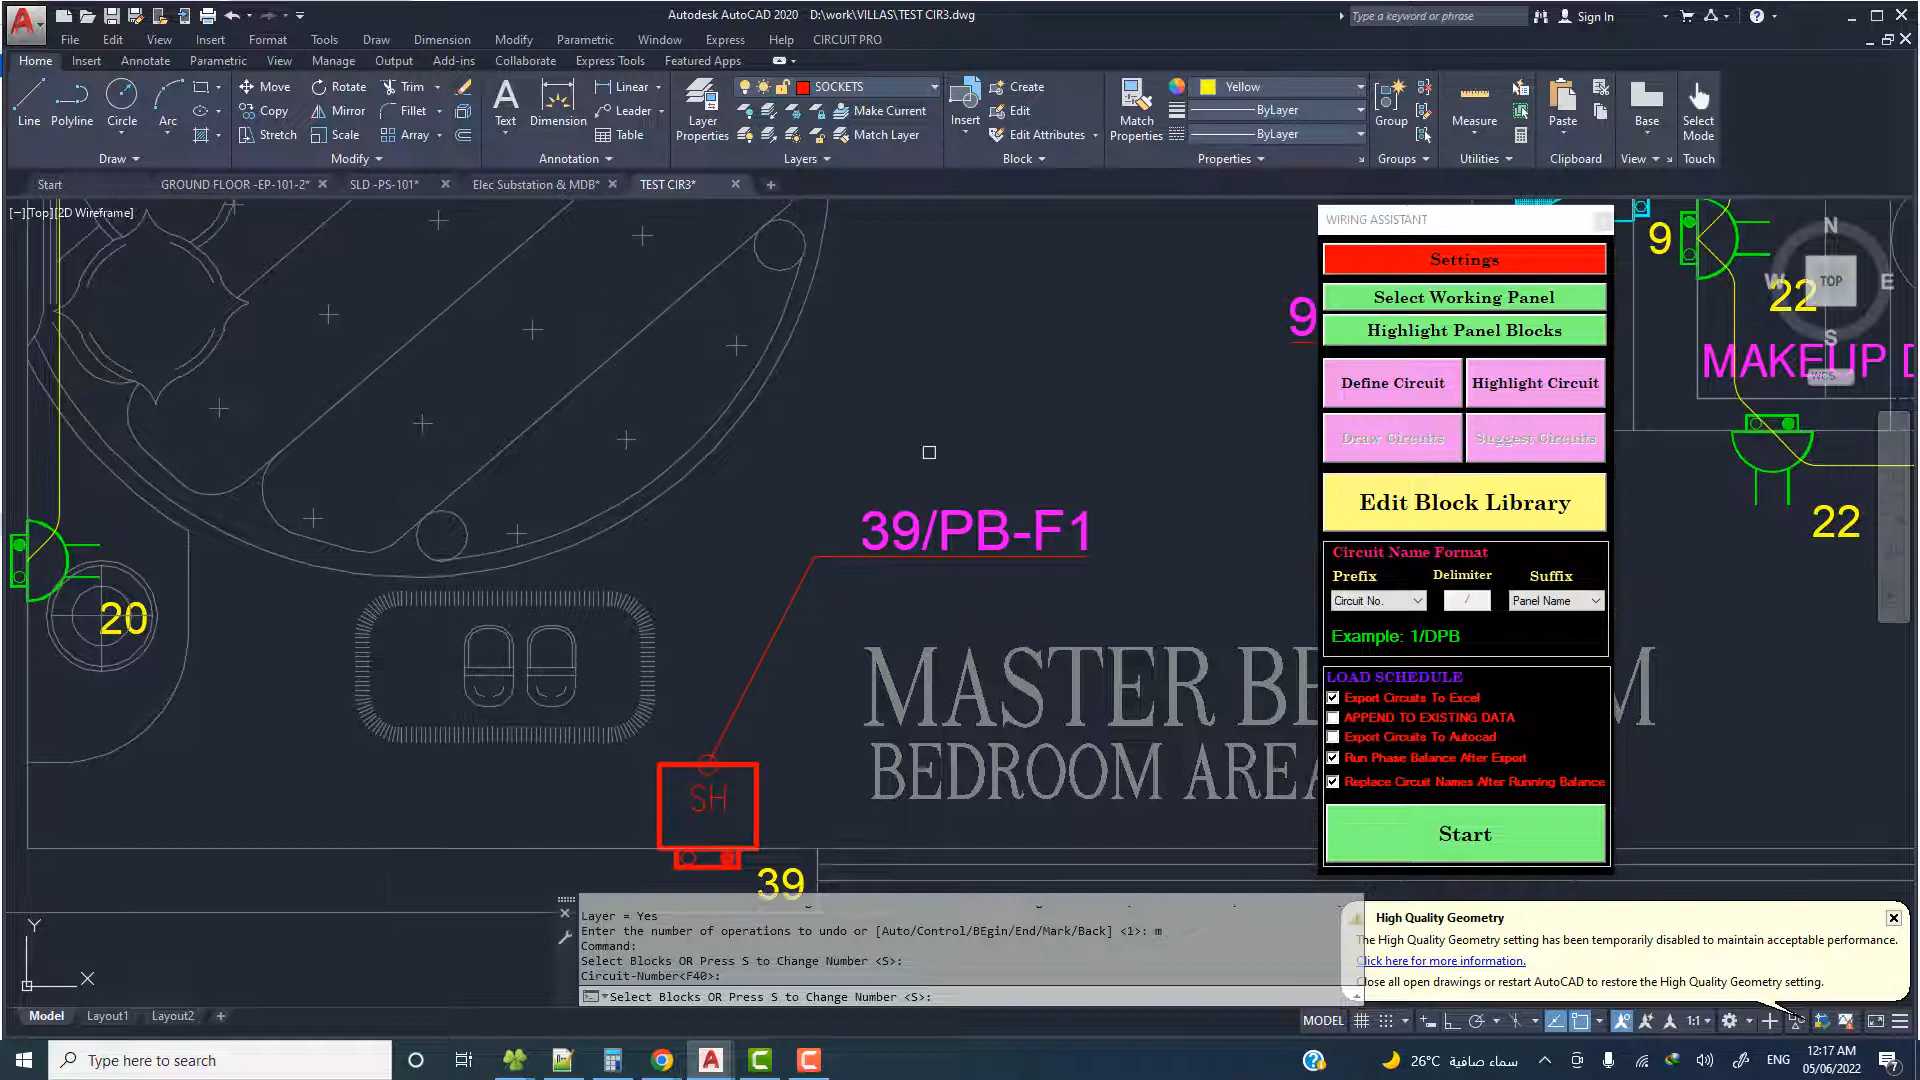 Autodesk AutoCAD 2020 D:\work\VILLAS\TEST CIR3.dwg
Type a keyword or phrase
Sign In
File Edit View Insert Format Tools Draw Dimension Modify Parametric Window Express Help CIRCUIT PRO
Home Insert Annotate Parametric View Manage Output Add-ins Collaborate Express Tools Featured Apps
Line
Polyline
Circle
Arc
Draw
Move
Rotate
Trim
Copy
Mirror
Fillet
Stretch
Scale
Array
Modify
Text
Dimension
Linear
Leader
Table
Annotation
Layer
Properties
SOCKETS
Make Current
Match Layer
Layers
Insert
Create
Edit
Edit Attributes
Block
Match
Properties
Yellow
ByLayer
ByLayer
Properties
Group
Groups
Measure
Utilities
Paste
Clipboard
Base
View
Select
Mode
Touch
Start
GROUND FLOOR -EP-101-2*
SLD -PS-101*
Elec Substation & MDB*
TEST CIR3*
[−][Top][2D Wireframe]
WIRING ASSISTANT
Settings
Select Working Panel
Highlight Panel Blocks
Define Circuit
Highlight Circuit
Draw Circuits
Suggest Circuits
Edit Block Library
Circuit Name Format
Prefix
Delimiter
Suffix
Circuit No.
/
Panel Name
Example: 1/DPB
LOAD SCHEDULE
Export Circuits To Excel
APPEND TO EXISTING DATA
Export Circuits To Autocad
Run Phase Balance After Export
Replace Circuit Names After Running Balance
Start
9
9
N
W
TOP
E
S
WCS
22
MAKEUP D
22
39/PB-F1
20
MASTER BE
M
BEDROOM AREA
SH
39
Y
X
Layer = Yes
Enter the number of operations to undo or [Auto/Control/BEgin/End/Mark/Back] <1>: m
Command:
Select Blocks OR Press S to Change Number <S>:
Circuit-Number<F40>:
Select Blocks OR Press S to Change Number <S>:
High Quality Geometry
The High Quality Geometry setting has been temporarily disabled to maintain acceptable performance.
Click here for more information.
Close all open drawings or restart AutoCAD to restore the High Quality Geometry setting.
Model
Layout1
Layout2
MODEL
1:1
Type here to search
26°C سماء صافية
ENG
12:17 AM
05/06/2022
7